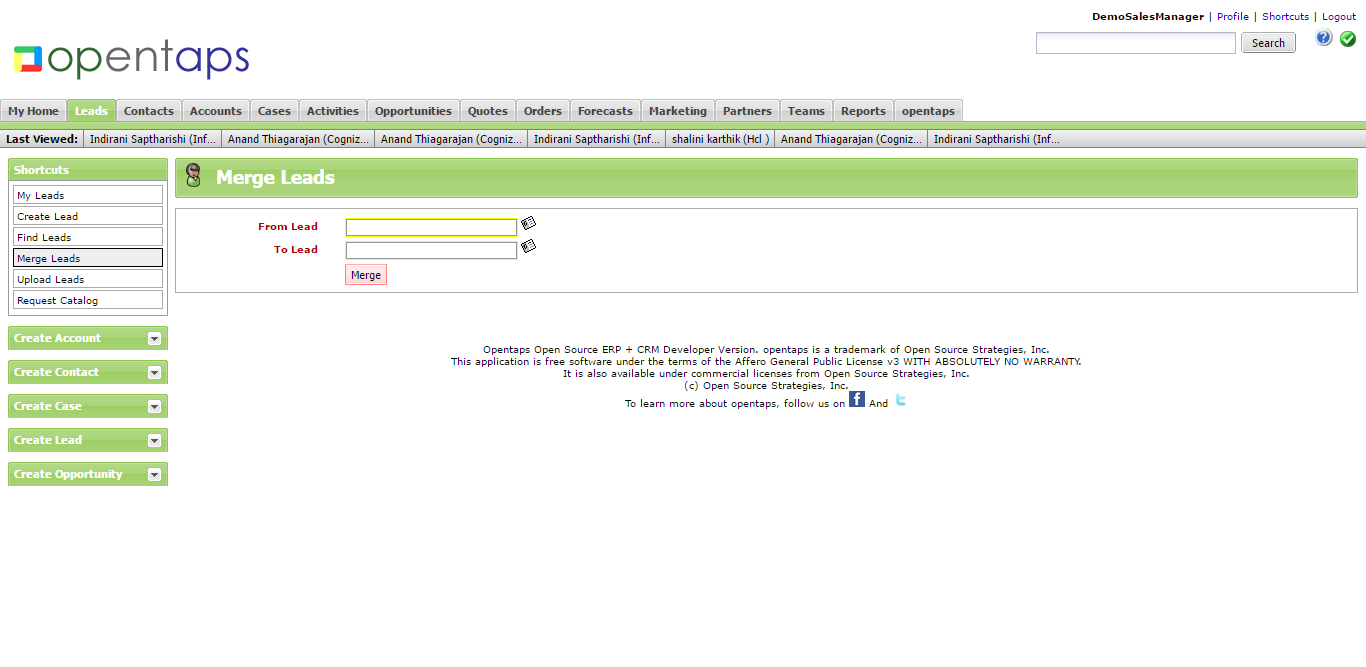 DemoSalesManager | Profile | Shortcuts | Logout
opentaps
Search
?
My Home Leads Contacts Accounts Cases Activities Opportunities Quotes Orders Forecasts Marketing Partners Teams Reports opentaps
Last Viewed: Indirani Saptharishi (Inf... Anand Thiagarajan (Cogniz... Anand Thiagarajan (Cogniz... Indirani Saptharishi (Inf... shalini karthik (Hcl ) Anand Thiagarajan (Cogniz... Indirani Saptharishi (Inf...
Shortcuts
My Leads
Create Lead
Find Leads
Merge Leads
Upload Leads
Request Catalog
Create Account
Create Contact
Create Case
Create Lead
Create Opportunity
Merge Leads
From Lead
To Lead
Merge
Opentaps Open Source ERP + CRM Developer Version. opentaps is a trademark of Open Source Strategies, Inc.
This application is free software under the terms of the Affero General Public License v3 WITH ABSOLUTELY NO WARRANTY.
It is also available under commercial licenses from Open Source Strategies, Inc.
(c) Open Source Strategies, Inc.
To learn more about opentaps, follow us on f And t